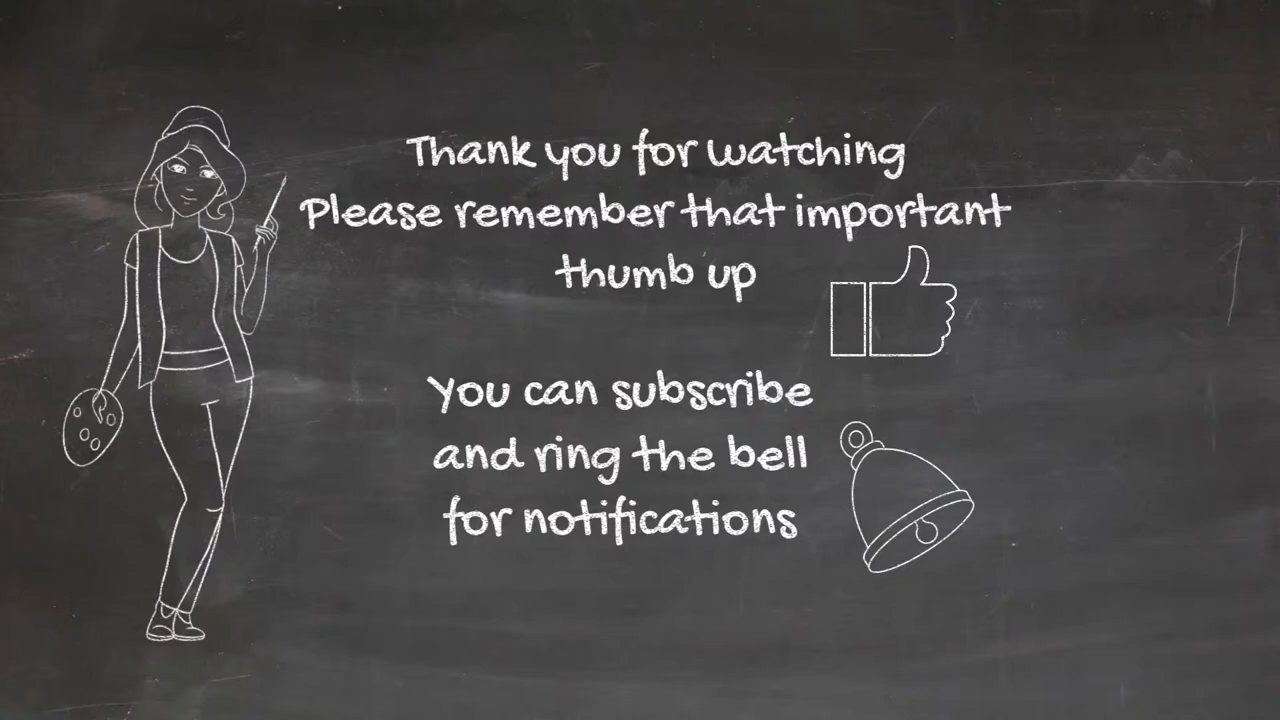 Thank you for watching
Please remember that important
thumb up
You can subscribe
and ring the bell
for notifications